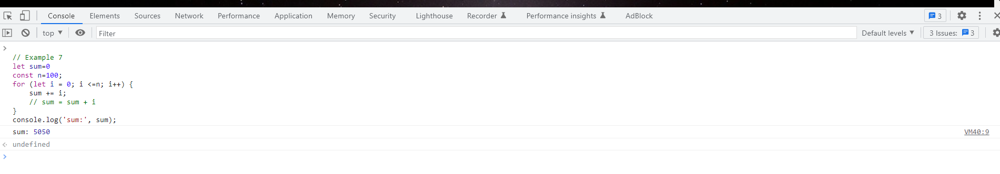 Console Elements Sources Network Performance Application Memory Security Lighthouse Recorder Performance insights AdBlock 3
top Filter Default levels 3 Issues: 3
// Example 7
let sum=0
const n=100;
for (let i = 0; i <=n; i++) {
    sum += i;
    // sum = sum + i
}
console.log('sum:', sum);
sum: 5050 VM40:9
undefined